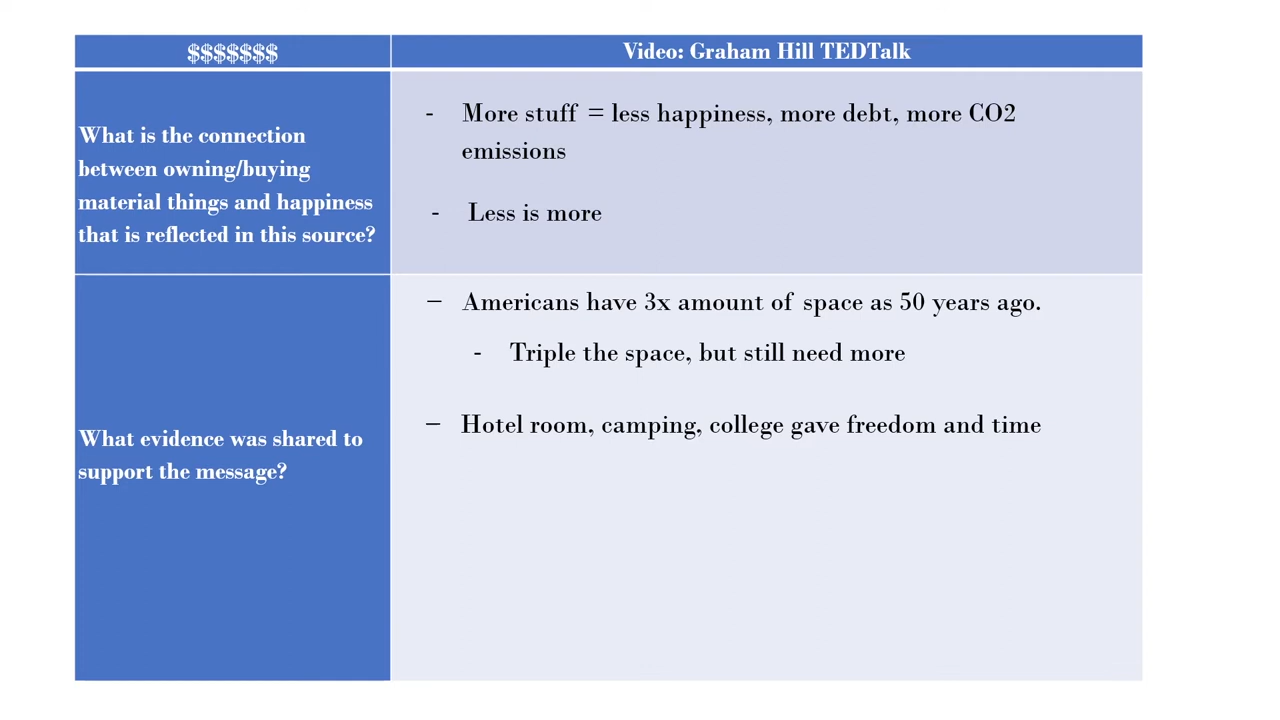 $$$$$$$
Video: Graham Hill TEDTalk
What is the connection
between owning/buying
material things and happiness
that is reflected in this source?
- More stuff = less happiness, more debt, more CO2
emissions
- Less is more
What evidence was shared to
support the message?
– Americans have 3x amount of space as 50 years ago.
- Triple the space, but still need more
– Hotel room, camping, college gave freedom and time